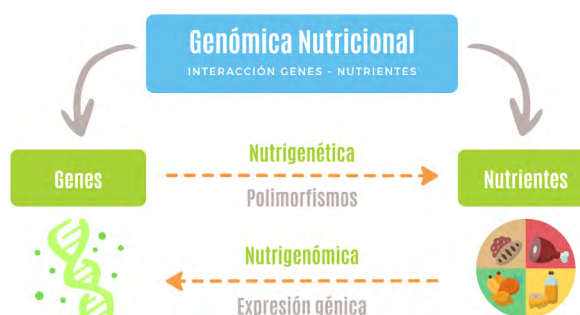 Genómica Nutricional
INTERACCIÓN GENES - NUTRIENTES
Genes
Nutrigenética
Polimorfismos
Nutrientes
Nutrigenómica
Expresión génica